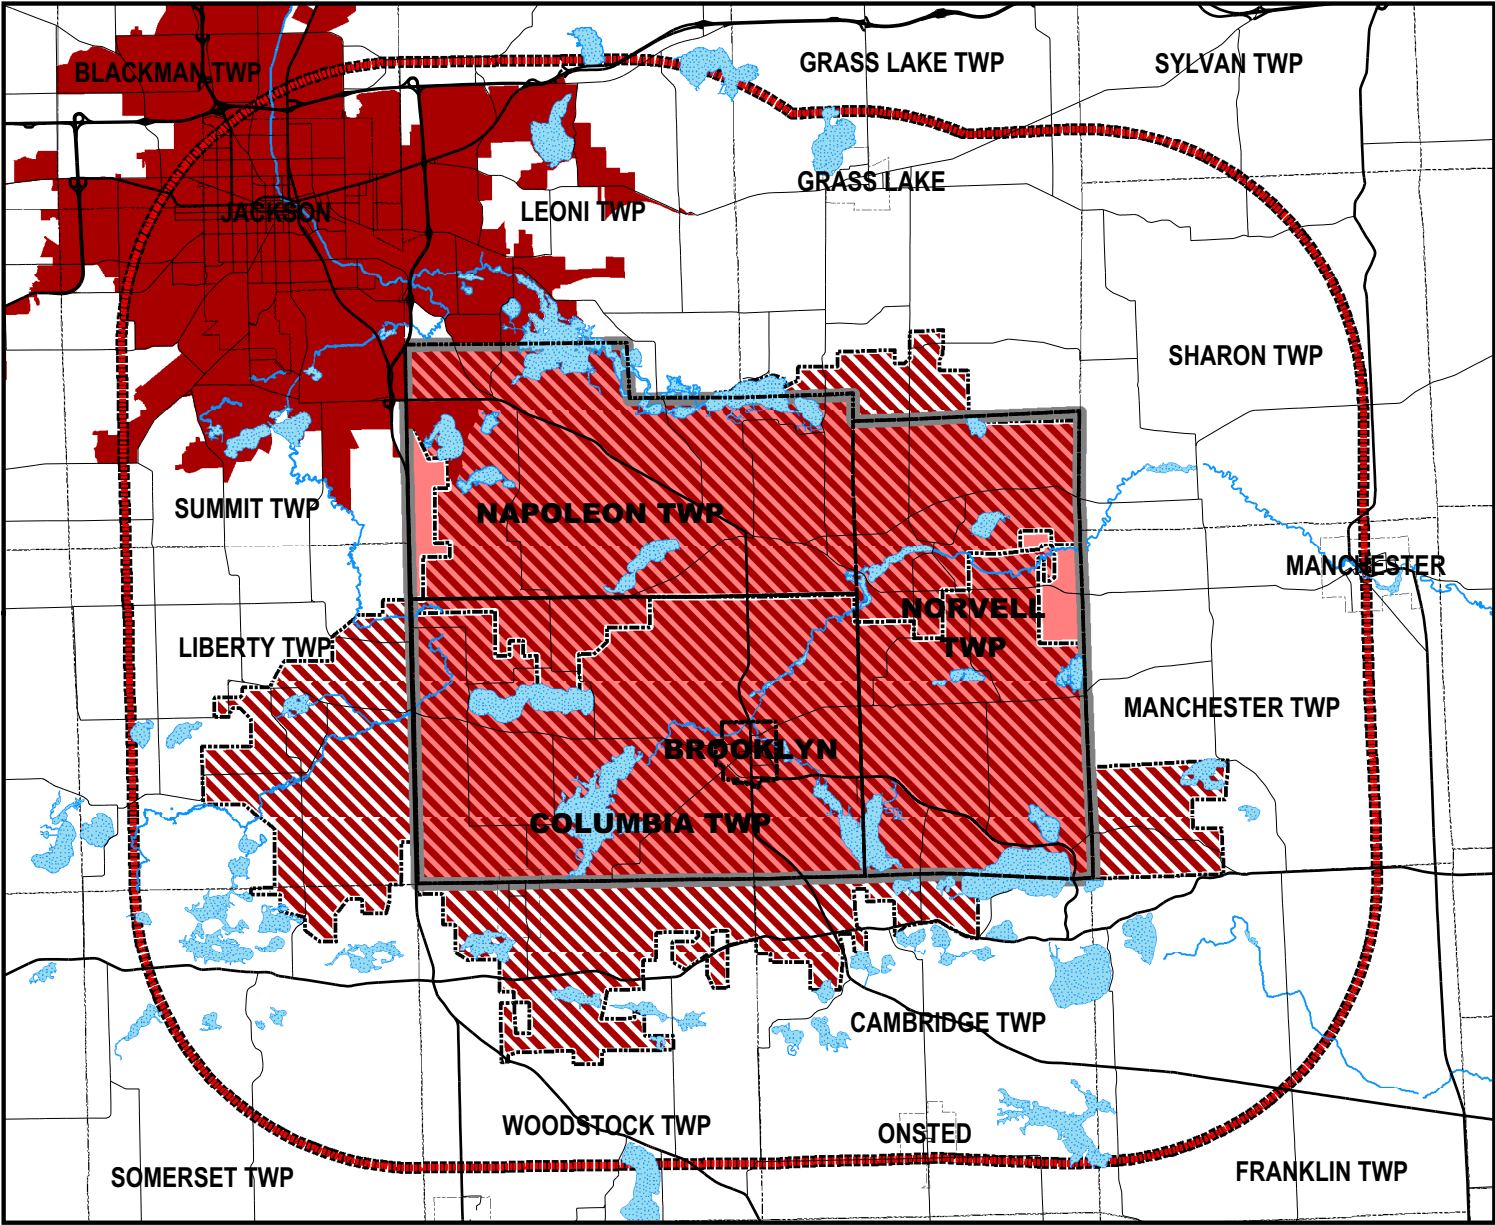 GRASS LAKE TWP
SYLVAN TWP
BLACKMAN TWP
GRASS LAKE
JACKSON
LEONI TWP
SHARON TWP
SUMMIT TWP
NAPOLEON TWP
MANCHESTER
NORVELL
TWP
LIBERTY TWP
MANCHESTER TWP
BROOKLYN
COLUMBIA TWP
CAMBRIDGE TWP
WOODSTOCK TWP
ONSTED
SOMERSET TWP
FRANKLIN TWP